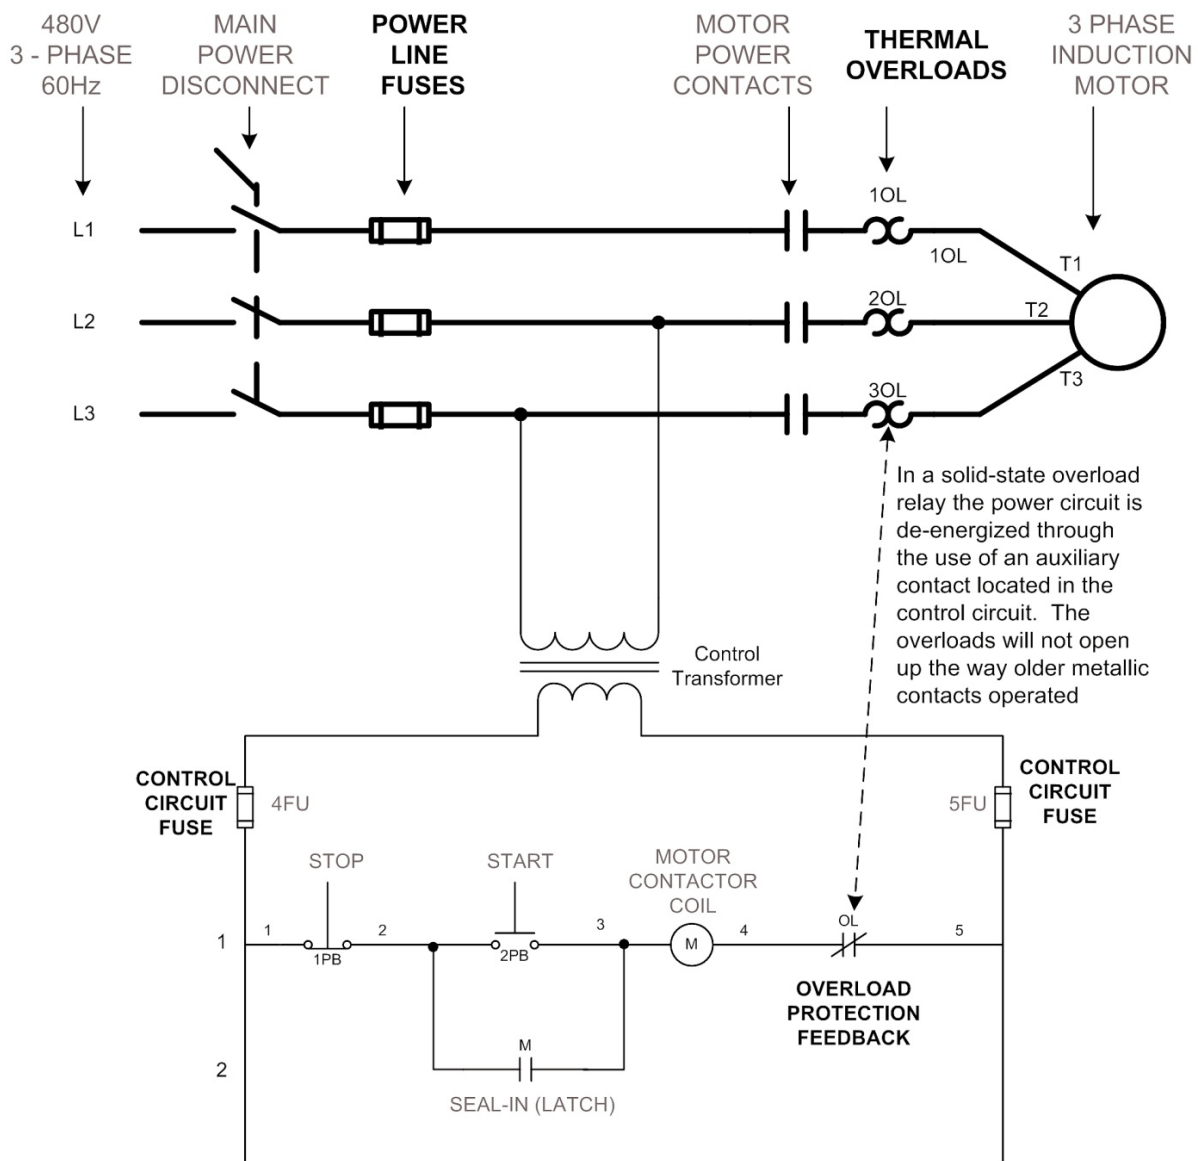 480V
3 - PHASE
60Hz
MAIN
POWER
DISCONNECT
POWER
LINE
FUSES
MOTOR
POWER
CONTACTS
THERMAL
OVERLOADS
3 PHASE
INDUCTION
MOTOR
1OL
L1
1OL
T1
2OL
L2
T2
T3
3OL
L3
In a solid-state overload
relay the power circuit is
de-energized through
the use of an auxiliary
contact located in the
control circuit. The
overloads will not open
up the way older metallic
contacts operated
Control
Transformer
CONTROL
CIRCUIT
FUSE
4FU
5FU
CONTROL
CIRCUIT
FUSE
STOP
START
MOTOR
CONTACTOR
COIL
1
1
2
3
M
4
OL
5
1PB
2PB
OVERLOAD
PROTECTION
FEEDBACK
M
2
SEAL-IN (LATCH)